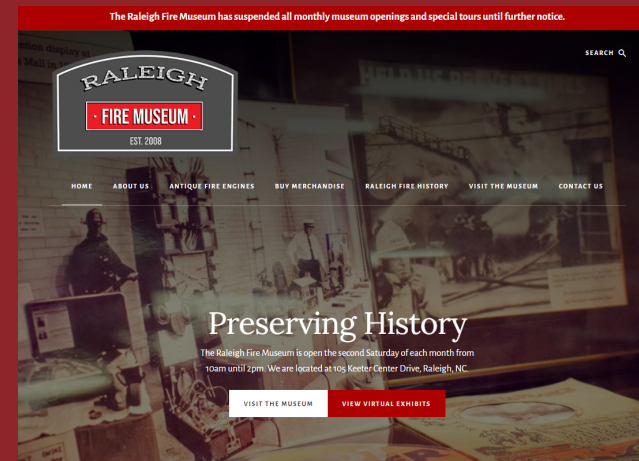 The Raleigh Fire Museum has suspended all monthly museum openings and special tours until further notice.
SEARCH
RALEIGH
· FIRE MUSEUM ·
EST. 2008
HOME ABOUT US ANTIQUE FIRE ENGINES BUY MERCHANDISE RALEIGH FIRE HISTORY VISIT THE MUSEUM CONTACT US
Preserving History
The Raleigh Fire Museum is open the second Saturday of each month from
10am until 2pm. We are located at 105 Keeter Center Drive, Raleigh, NC.
VISIT THE MUSEUM VIEW VIRTUAL EXHIBITS